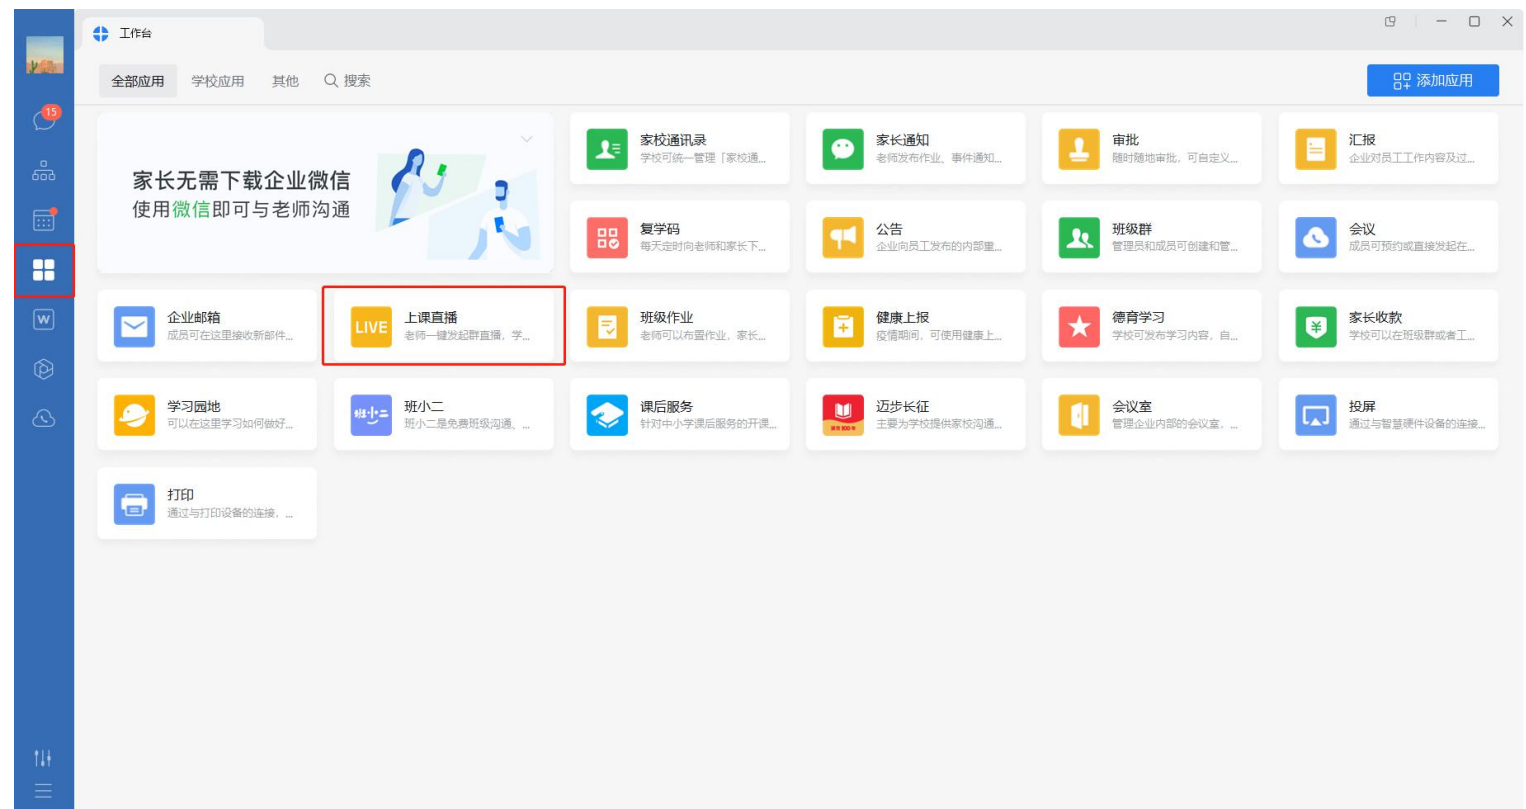 工作台
全部应用 学校应用 其他 搜索
添加应用
15
家长无需下载企业微信
使用微信即可与老师沟通
家校通讯录
学校可统一管理「家校通...
家长通知
老师发布作业、事件通知...
审批
随时随地审批，可自定义...
汇报
企业对员工工作内容及过...
复学码
每天定时向老师和家长下...
公告
企业向员工发布的内部重...
班级群
管理员和成员可创建和管...
会议
成员可预约或直接发起在...
企业邮箱
成员可在这里接收新邮件...
LIVE
上课直播
老师一键发起群直播，学...
班级作业
老师可以布置作业，家长...
健康上报
疫情期间，可使用健康上...
德育学习
学校可发布学习内容，自...
家长收款
学校可以在班级群或者工...
W
学习园地
可以在这里学习如何做好...
班小二
班小二
班小二是免费班级沟通、...
课后服务
针对中小学课后服务的开课...
迈步长征
主要为学校提供家校沟通...
会议室
管理企业内部的会议室，...
投屏
通过与智慧硬件设备的连接...
打印
通过与打印设备的连接，...